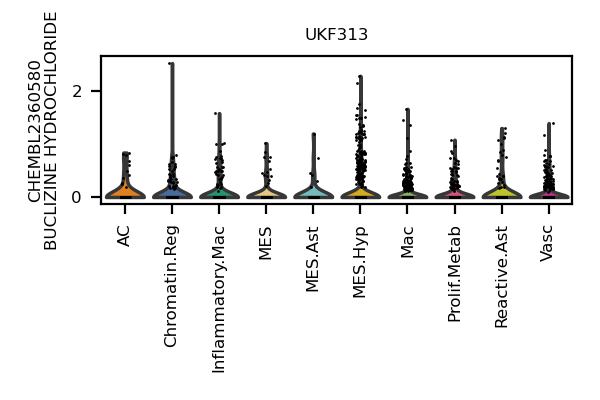 UKF313
CHEMBL2360580
BUCLIZINE HYDROCHLORIDE
2
0
AC
Chromatin.Reg
Inflammatory.Mac
MES
MES.Ast
MES.Hyp
Mac
Prolif.Metab
Reactive.Ast
Vasc